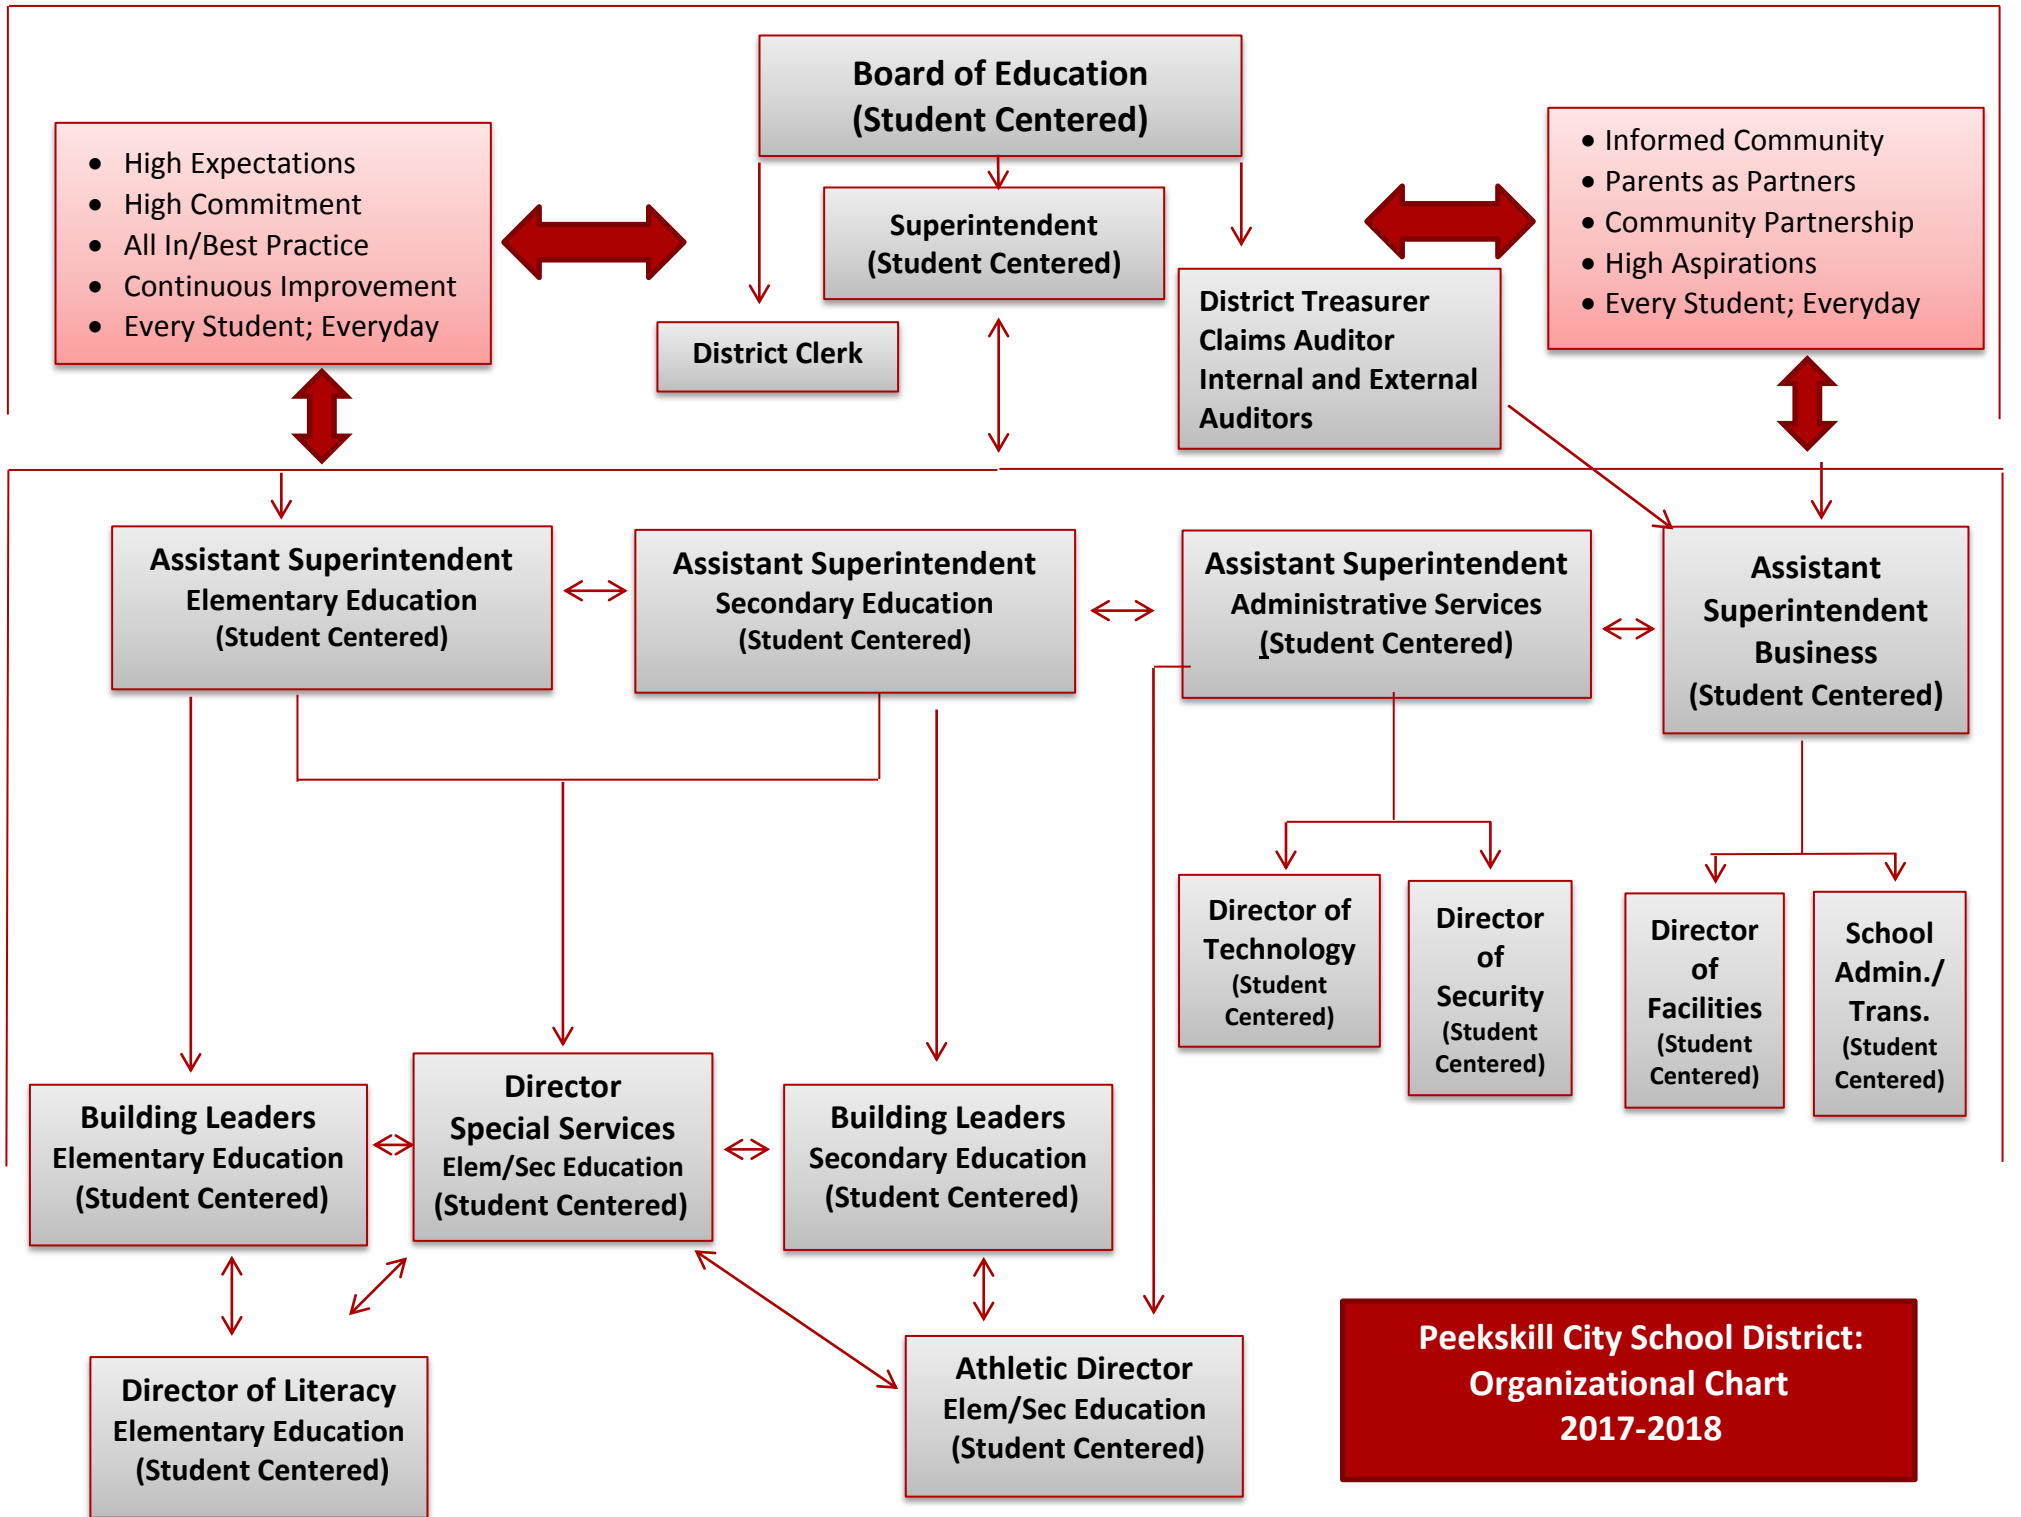 Board of Education
(Student Centered)
• High Expectations
• High Commitment
• All In/Best Practice
• Continuous Improvement
• Every Student; Everyday
Superintendent
(Student Centered)
• Informed Community
• Parents as Partners
• Community Partnership
• High Aspirations
• Every Student; Everyday
District Clerk
District Treasurer
Claims Auditor
Internal and External
Auditors
Assistant Superintendent
Elementary Education
(Student Centered)
Assistant Superintendent
Secondary Education
(Student Centered)
Assistant Superintendent
Administrative Services
(Student Centered)
Assistant
Superintendent
Business
(Student Centered)
Director of
Technology
(Student
Centered)
Director
of
Security
(Student
Centered)
Director
of
Facilities
(Student
Centered)
School
Admin./
Trans.
(Student
Centered)
Building Leaders
Elementary Education
(Student Centered)
Director
Special Services
Elem/Sec Education
(Student Centered)
Building Leaders
Secondary Education
(Student Centered)
Director of Literacy
Elementary Education
(Student Centered)
Athletic Director
Elem/Sec Education
(Student Centered)
Peekskill City School District:
Organizational Chart
2017-2018